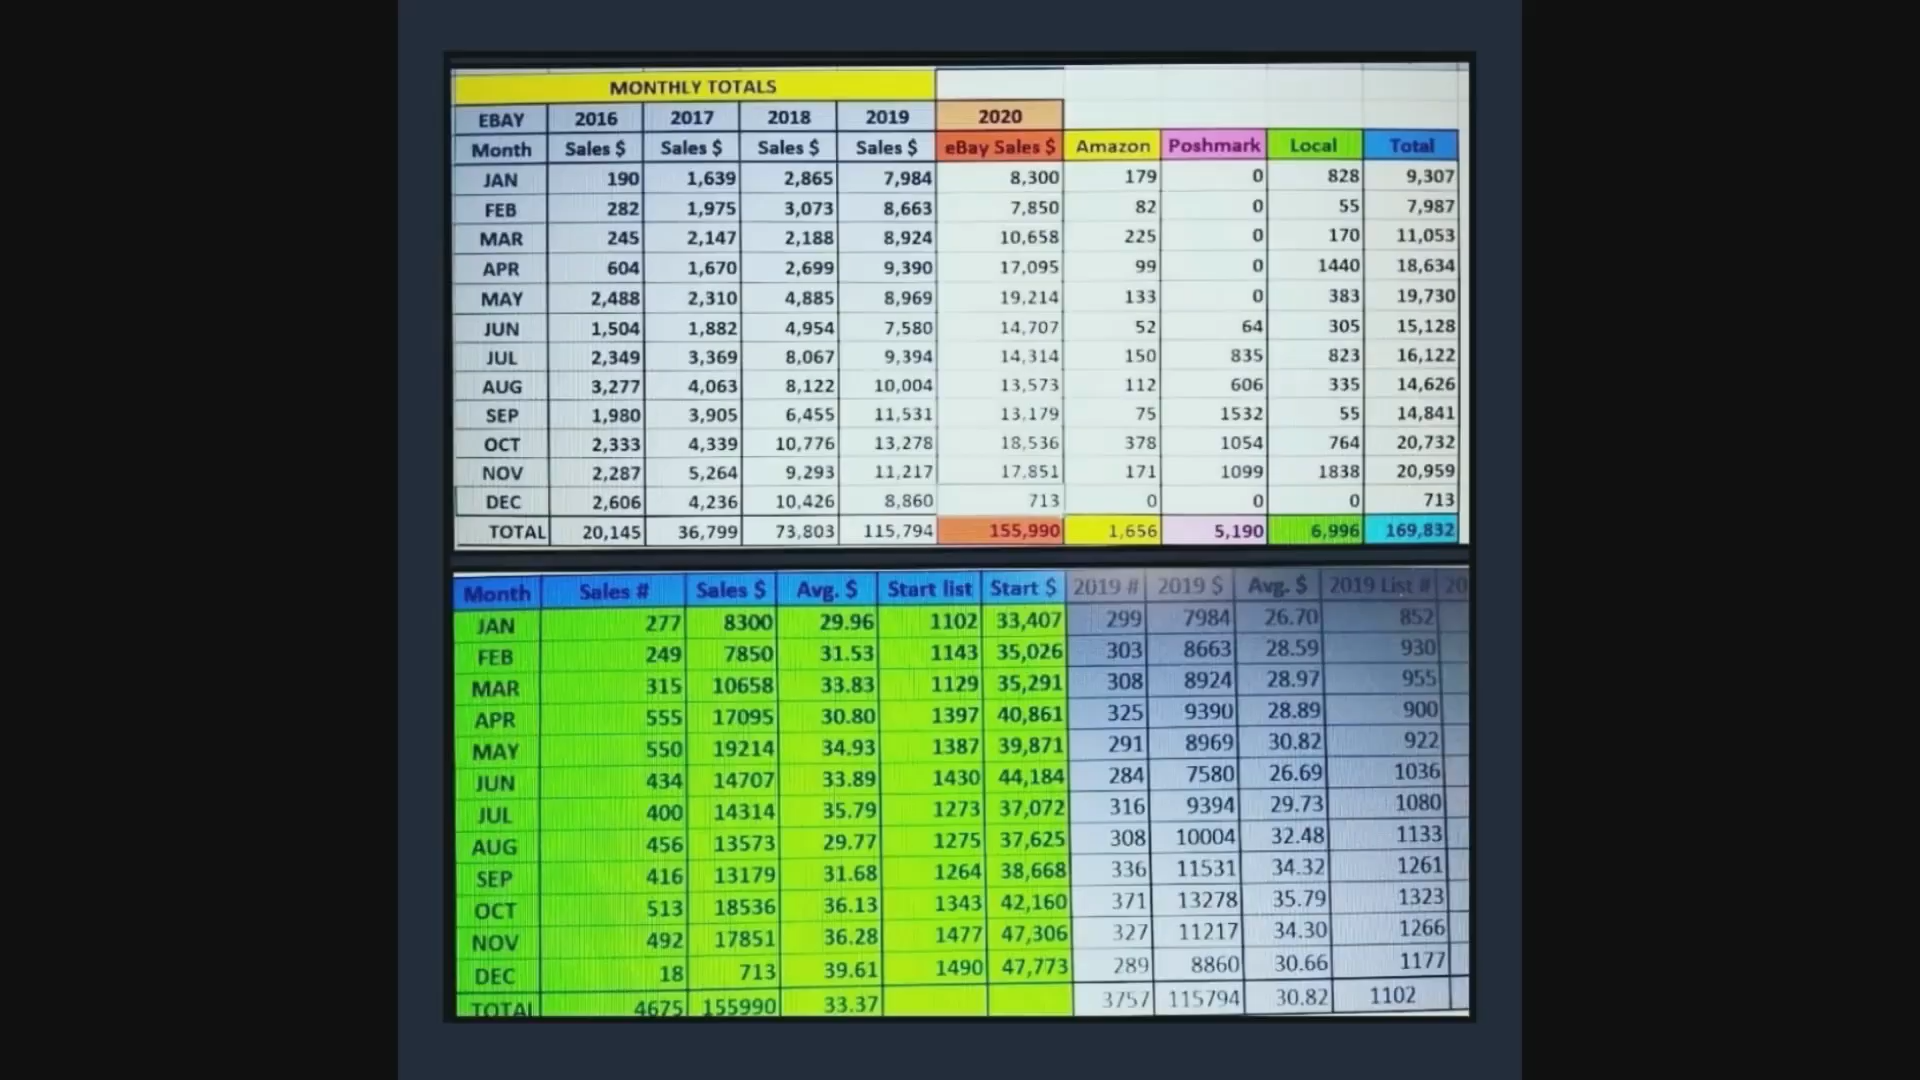 MONTHLY TOTALS
EBAY 2016 2017 2018 2019 2020
Month Sales $ Sales $ Sales $ Sales $ eBay Sales $ Amazon Poshmark Local Total
JAN 190 1,639 2,865 7,984 8,300 179 0 828 9,307
FEB 282 1,975 3,073 8,663 7,850 82 0 55 7,987
MAR 245 2,147 2,188 8,924 10,658 225 0 170 11,053
APR 604 1,670 2,699 9,390 17,095 99 0 1440 18,634
MAY 2,488 2,310 4,885 8,969 19,214 133 0 383 19,730
JUN 1,504 1,882 4,954 7,580 14,707 52 64 305 15,128
JUL 2,349 3,369 8,067 9,394 14,314 150 835 823 16,122
AUG 3,277 4,063 8,122 10,004 13,573 112 606 335 14,626
SEP 1,980 3,905 6,455 11,531 13,179 75 1532 55 14,841
OCT 2,333 4,339 10,776 13,278 18,536 378 1054 764 20,732
NOV 2,287 5,264 9,293 11,217 17,851 171 1099 1838 20,959
DEC 2,606 4,236 10,426 8,860 713 0 0 0 713
TOTAL 20,145 36,799 73,803 115,794 155,990 1,656 5,190 6,996 169,832
Month Sales # Sales $ Avg. $ Start list Start $ 2019 # 2019 $ Avg. $ 2019 List # 20
JAN 277 8300 29.96 1102 33,407 299 7984 26.70 852
FEB 249 7850 31.53 1143 35,026 303 8663 28.59 930
MAR 315 10658 33.83 1129 35,291 308 8924 28.97 955
APR 555 17095 30.80 1397 40,861 325 9390 28.89 900
MAY 550 19214 34.93 1387 39,871 291 8969 30.82 922
JUN 434 14707 33.89 1430 44,184 284 7580 26.69 1036
JUL 400 14314 35.79 1273 37,072 316 9394 29.73 1080
AUG 456 13573 29.77 1275 37,625 308 10004 32.48 1133
SEP 416 13179 31.68 1264 38,668 336 11531 34.32 1261
OCT 513 18536 36.13 1343 42,160 371 13278 35.79 1323
NOV 492 17851 36.28 1477 47,306 327 11217 34.30 1266
DEC 18 713 39.61 1490 47,773 289 8860 30.66 1177
TOTAL 4675 155990 33.37 3757 115794 30.82 1102